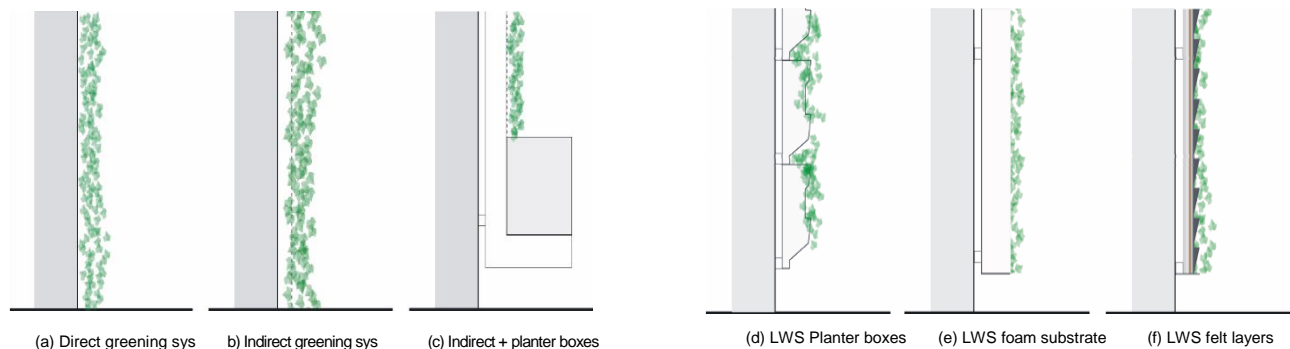 (a) Direct greening sys b) Indirect greening sys (c) Indirect + planter boxes (d) LWS Planter boxes (e) LWS foam substrate (f) LWS felt layers